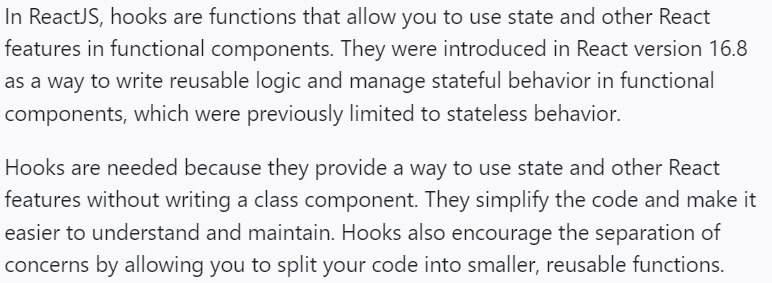 In ReactJS, hooks are functions that allow you to use state and other React
features in functional components. They were introduced in React version 16.8
as a way to write reusable logic and manage stateful behavior in functional
components, which were previously limited to stateless behavior.
Hooks are needed because they provide a way to use state and other React
features without writing a class component. They simplify the code and make it
easier to understand and maintain. Hooks also encourage the separation of
concerns by allowing you to split your code into smaller, reusable functions.